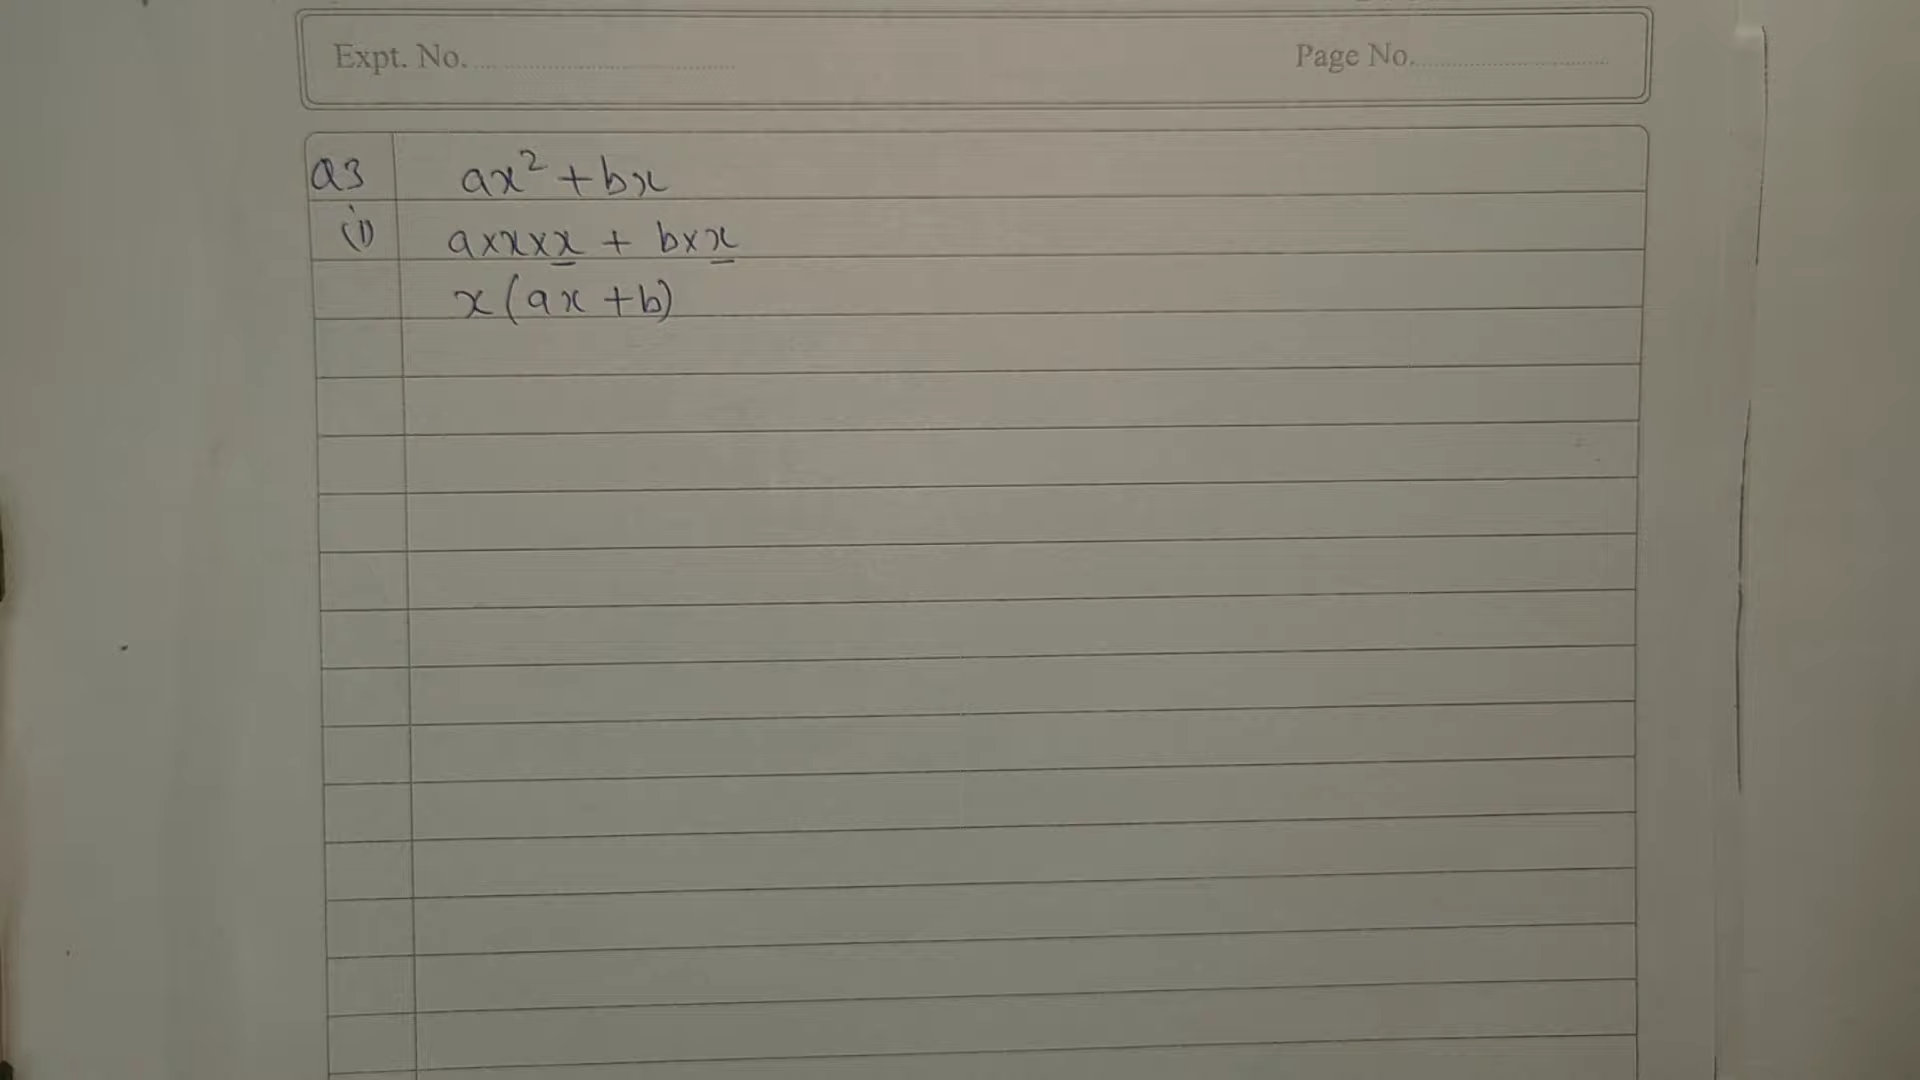 Expt. No.
Page No.
Q3 ax² + bx
(i) a×x×x + b×x
x(ax + b)